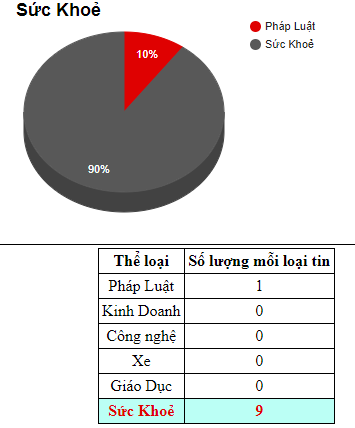 Sức Khoẻ
Pháp Luật
Sức Khoẻ
10%
90%
Thể loại Số lượng mỗi loại tin
Pháp Luật 1
Kinh Doanh 0
Công nghệ 0
Xe 0
Giáo Dục 0
Sức Khoẻ 9